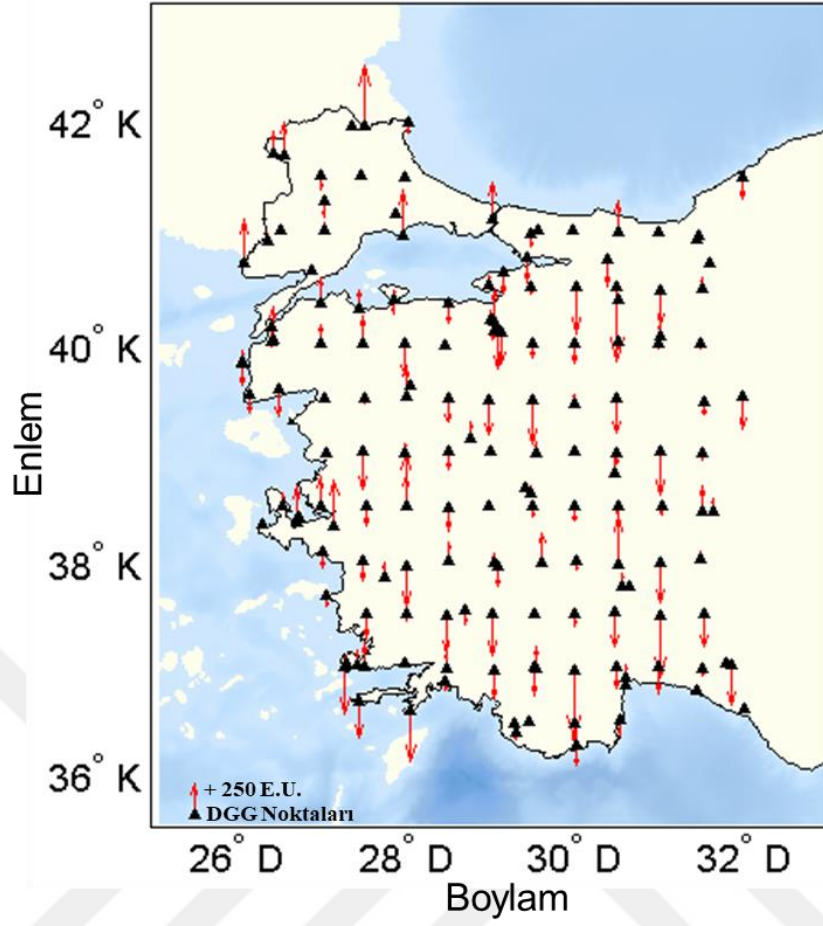 42° K
40° K
38° K
36° K
Enlem
+ 250 E.U.
DGG Noktaları
26° D 28° D 30° D 32° D
Boylam